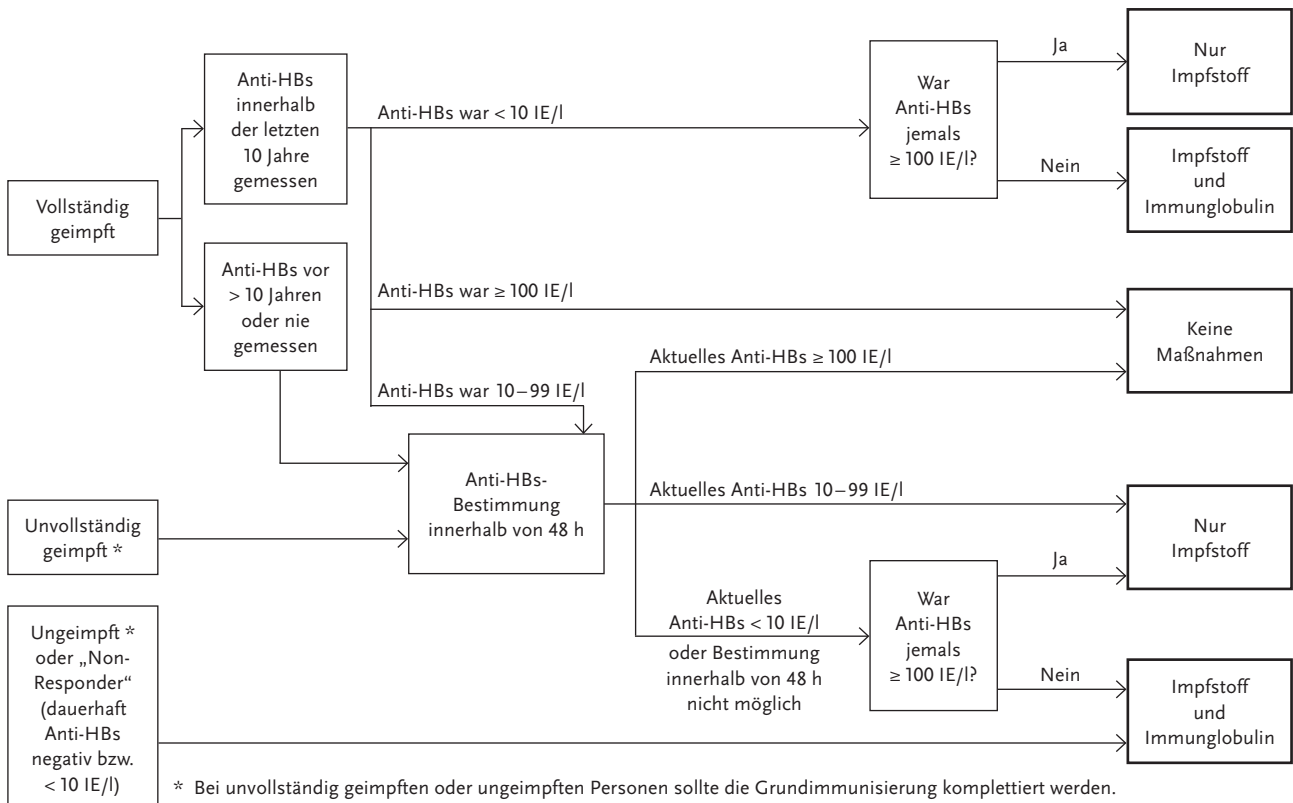 Vollständig
geimpft
Anti-HBs
innerhalb
der letzten
10 Jahre
gemessen
Anti-HBs vor
> 10 Jahren
oder nie
gemessen
Anti-HBs war < 10 IE/l
War
Anti-HBs
jemals
≥ 100 IE/l?
Ja
Nur
Impfstoff
Nein
Impfstoff
und
Immunglobulin
Anti-HBs war ≥ 100 IE/l
Keine
Maßnahmen
Aktuelles Anti-HBs ≥ 100 IE/l
Anti-HBs war 10–99 IE/l
Unvollständig
geimpft *
Anti-HBs-
Bestimmung
innerhalb von 48 h
Aktuelles Anti-HBs 10–99 IE/l
Nur
Impfstoff
Aktuelles
Anti-HBs < 10 IE/l
oder Bestimmung
innerhalb von 48 h
nicht möglich
War
Anti-HBs
jemals
≥ 100 IE/l?
Ja
Nein
Impfstoff
und
Immunglobulin
Ungeimpft *
oder „Non-
Responder“
(dauerhaft
Anti-HBs
negativ bzw.
< 10 IE/l)
* Bei unvollständig geimpften oder ungeimpften Personen sollte die Grundimmunisierung komplettiert werden.